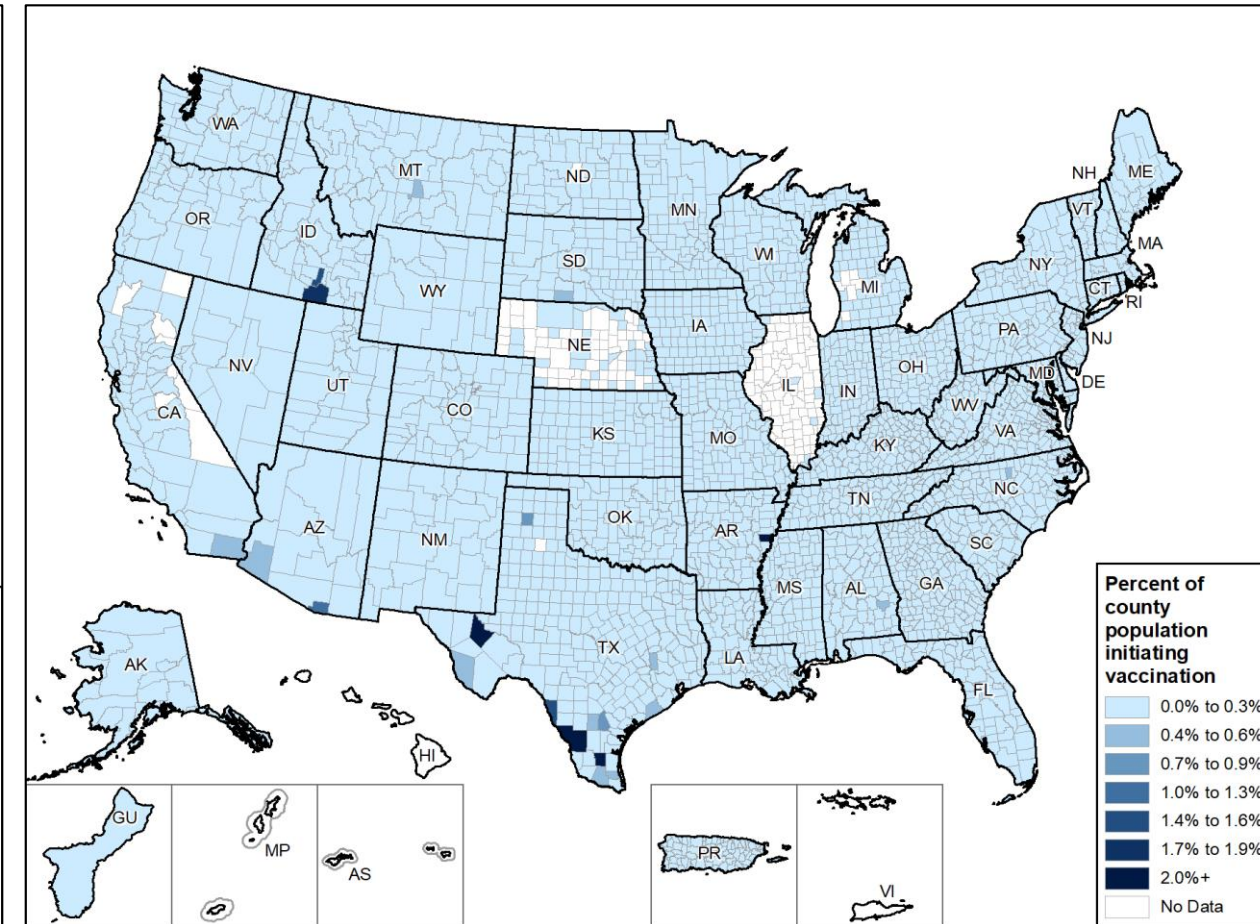 WA
MT
ND
MN
OR
ID
SD
WI
MI
NH
VT
ME
NY
MA
CT
RI
WY
IA
PA
NJ
NE
NV
UT
CO
CA
IL
IN
OH
MD
DE
WV
VA
KS
MO
KY
NC
TN
AZ
NM
OK
AR
SC
MS
AL
GA
TX
LA
FL
AK
HI
GU
MP
AS
PR
VI
Percent of
county
population
initiating
vaccination
0.0% to 0.3%
0.4% to 0.6%
0.7% to 0.9%
1.0% to 1.3%
1.4% to 1.6%
1.7% to 1.9%
2.0%+
No Data